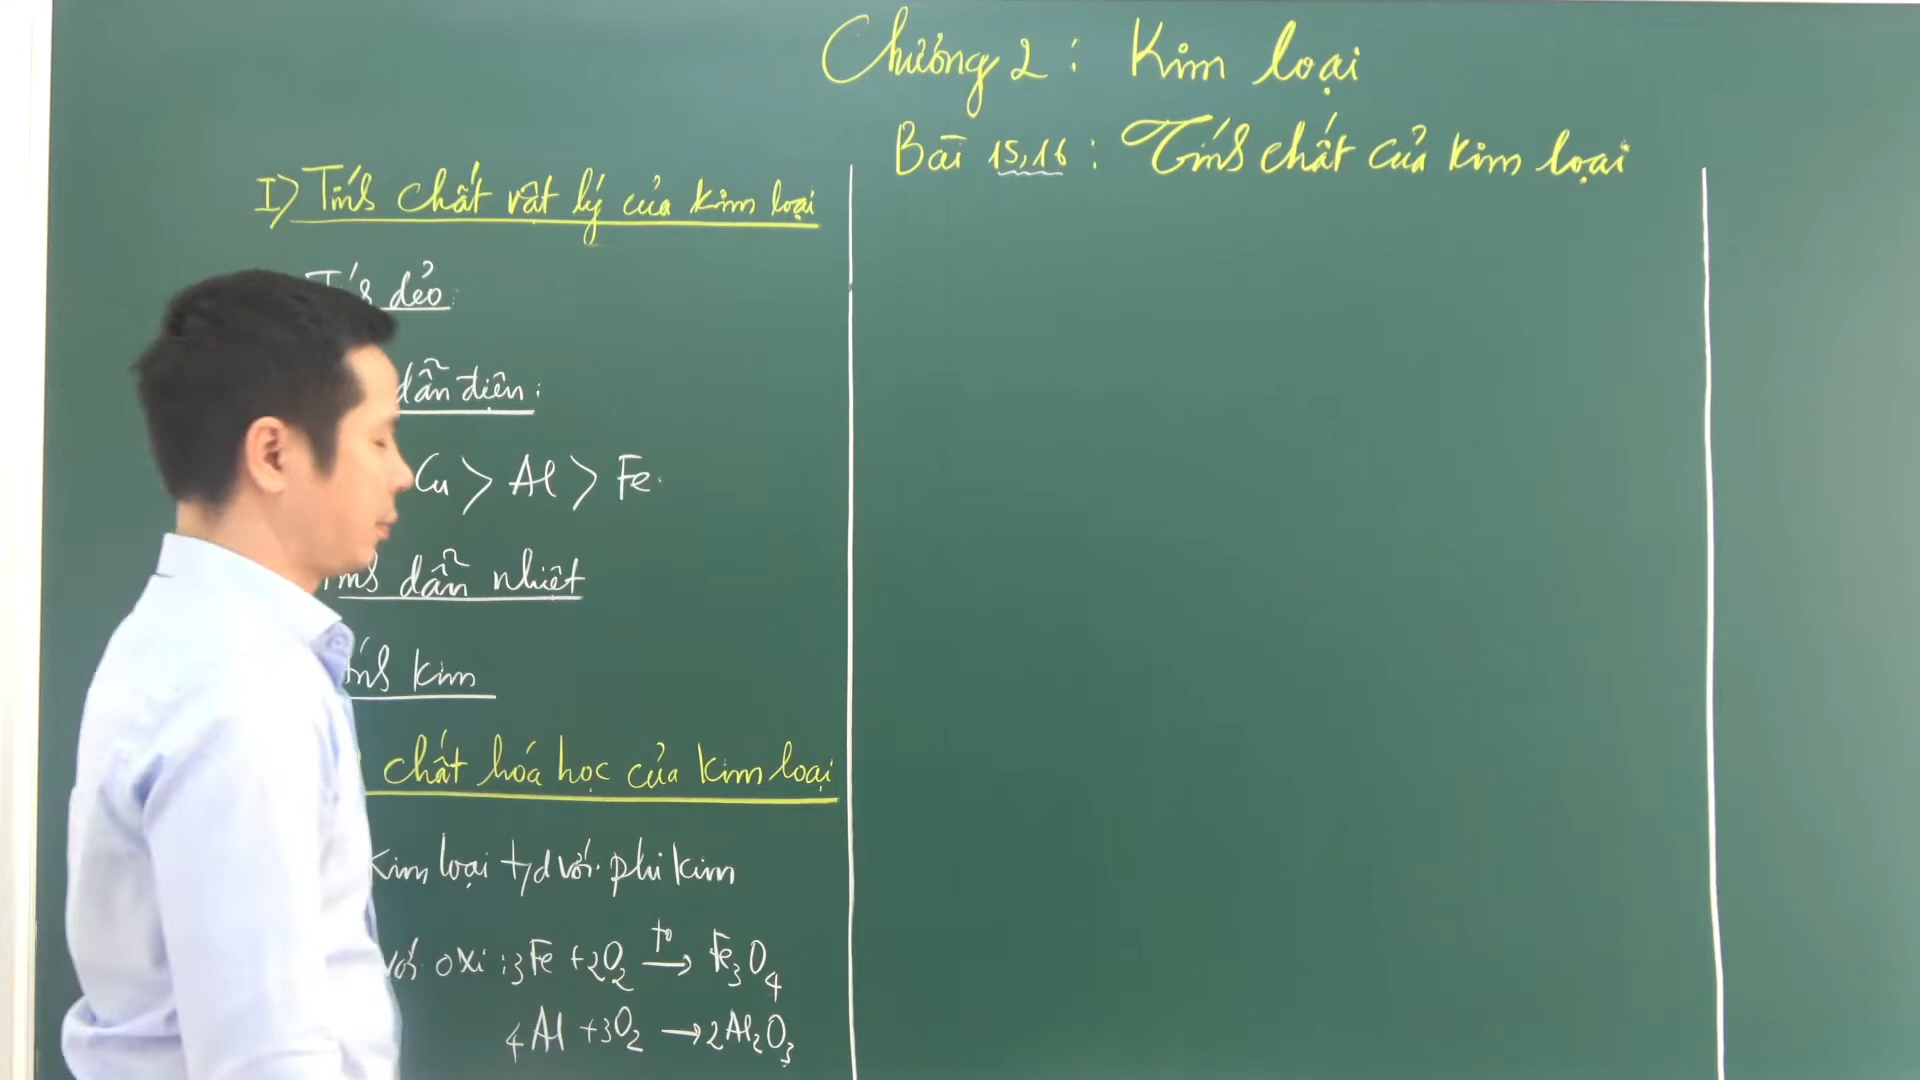 Chương 2 : Kim loại
Bài 15,16 : Tính chất của kim loại
I) Tính chất vật lý của kim loại
Tính dẻo:
dẫn điện:
Cu > Al > Fe.
Tính dẫn nhiệt
Tính kim
chất hóa học của kim loại
Kim loại t/d với phi kim
với oxi : 3Fe + 2O₂ –t⁰→ Fe₃O₄
4Al + 3O₂ → 2Al₂O₃